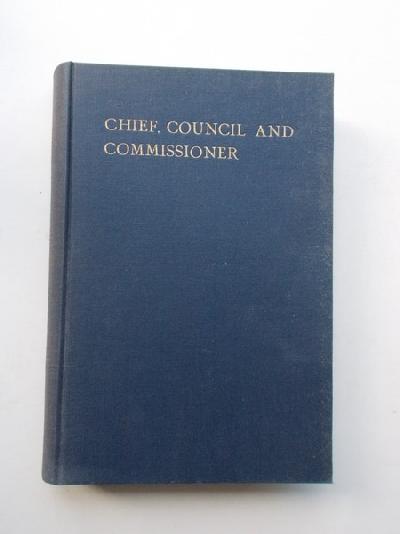 CHIEF, COUNCIL AND
COMMISSIONER